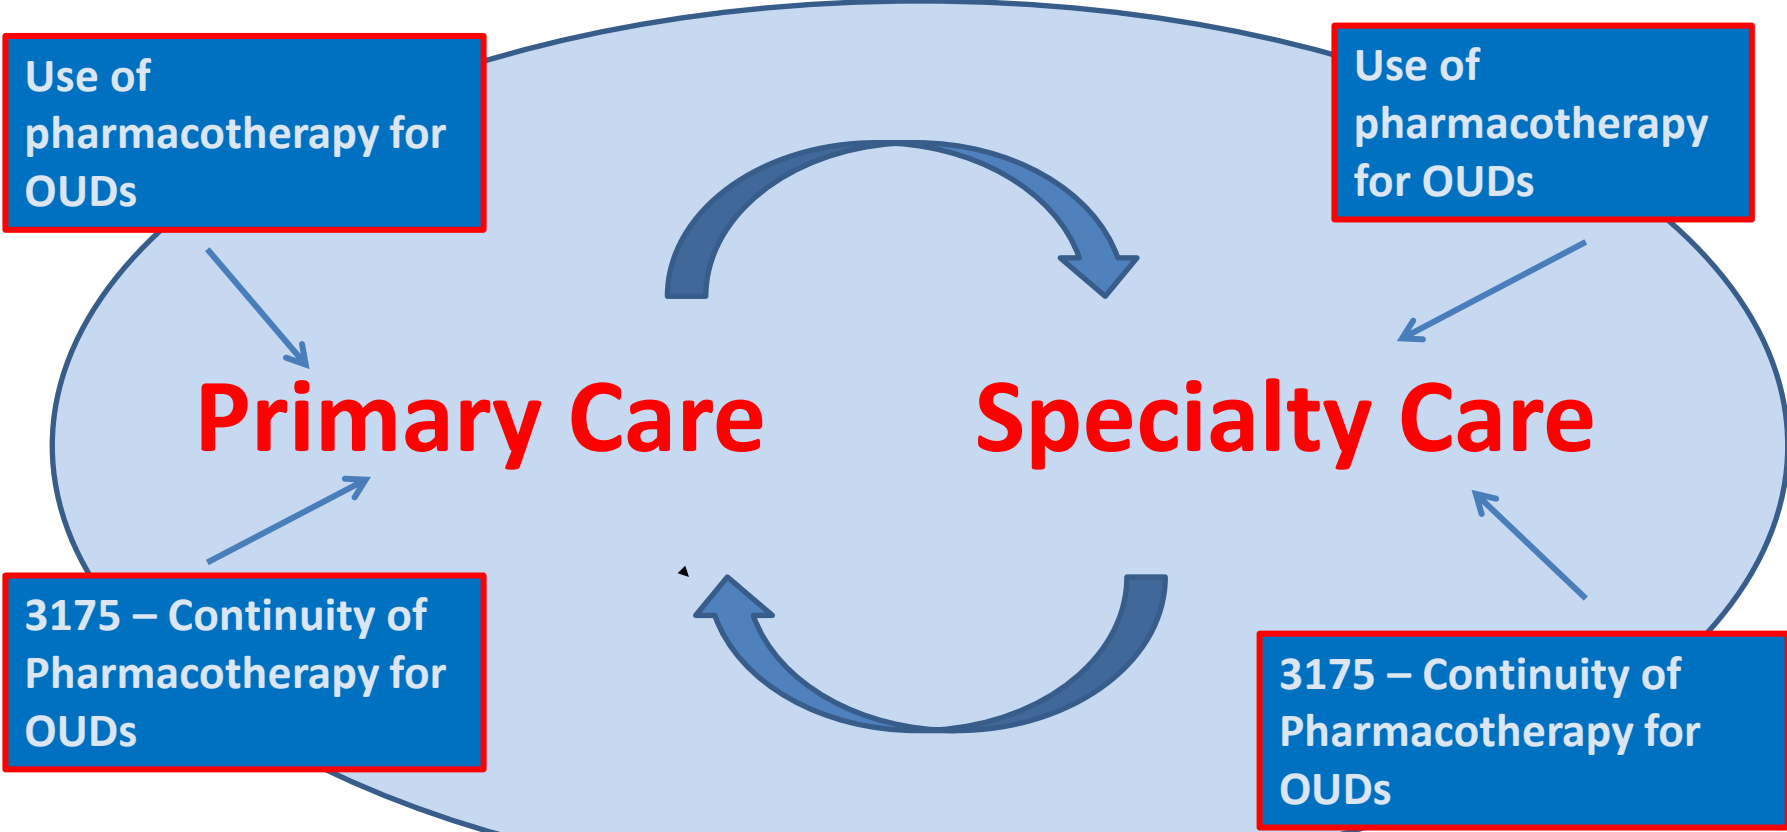 Use of
pharmacotherapy for
OUDs
Use of
pharmacotherapy
for OUDs
Primary Care
Specialty Care
3175 – Continuity of
Pharmacotherapy for
OUDs
3175 – Continuity of
Pharmacotherapy for
OUDs